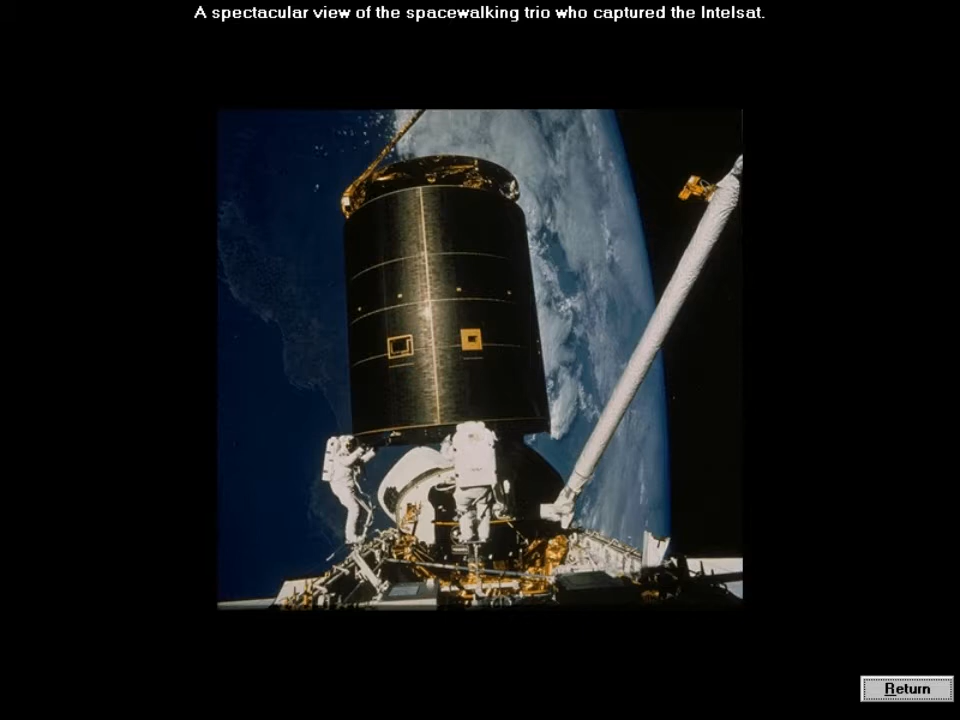 A spectacular view of the spacewalking trio who captured the Intelsat.
Return